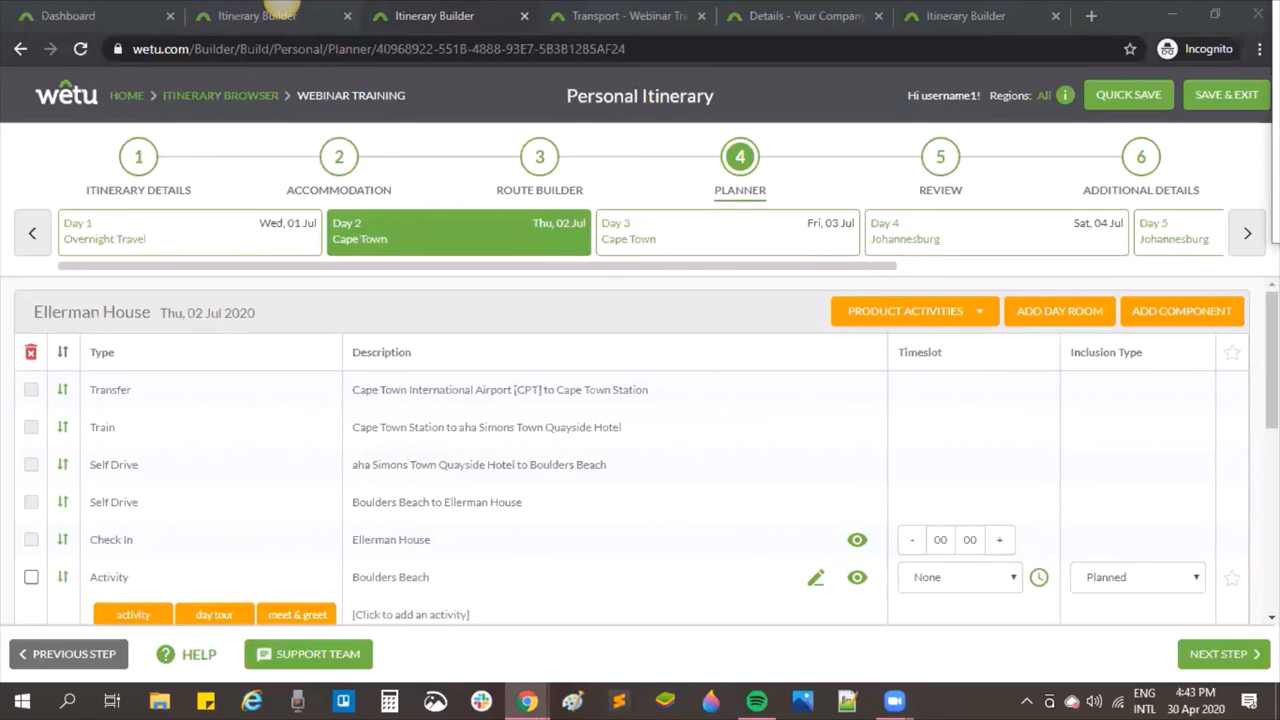 Dashboard
Itinerary Builder
Itinerary Builder
Transport - Webinar Tra
Details - Your Company
Itinerary Builder
wetu.com/Builder/Build/Personal/Planner/40968922-551B-4888-93E7-5B3B1285AF24
Incognito
wetu
HOME > ITINERARY BROWSER > WEBINAR TRAINING
Personal Itinerary
Hi username1! Regions: All i
QUICK SAVE
SAVE & EXIT
1
2
3
4
5
6
ITINERARY DETAILS
ACCOMMODATION
ROUTE BUILDER
PLANNER
REVIEW
ADDITIONAL DETAILS
Day 1 Wed, 01 Jul
Overnight Travel
Day 2 Thu, 02 Jul
Cape Town
Day 3 Fri, 03 Jul
Cape Town
Day 4 Sat, 04 Jul
Johannesburg
Day 5
Johannesburg
Ellerman House Thu, 02 Jul 2020
PRODUCT ACTIVITIES
ADD DAY ROOM
ADD COMPONENT
Type Description Timeslot Inclusion Type
Transfer Cape Town International Airport [CPT] to Cape Town Station
Train Cape Town Station to aha Simons Town Quayside Hotel
Self Drive aha Simons Town Quayside Hotel to Boulders Beach
Self Drive Boulders Beach to Ellerman House
Check In Ellerman House - 00 00 +
Activity Boulders Beach None Planned
activity day tour meet & greet [Click to add an activity]
PREVIOUS STEP
? HELP
SUPPORT TEAM
NEXT STEP
ENG
INTL
4:43 PM
30 Apr 2020